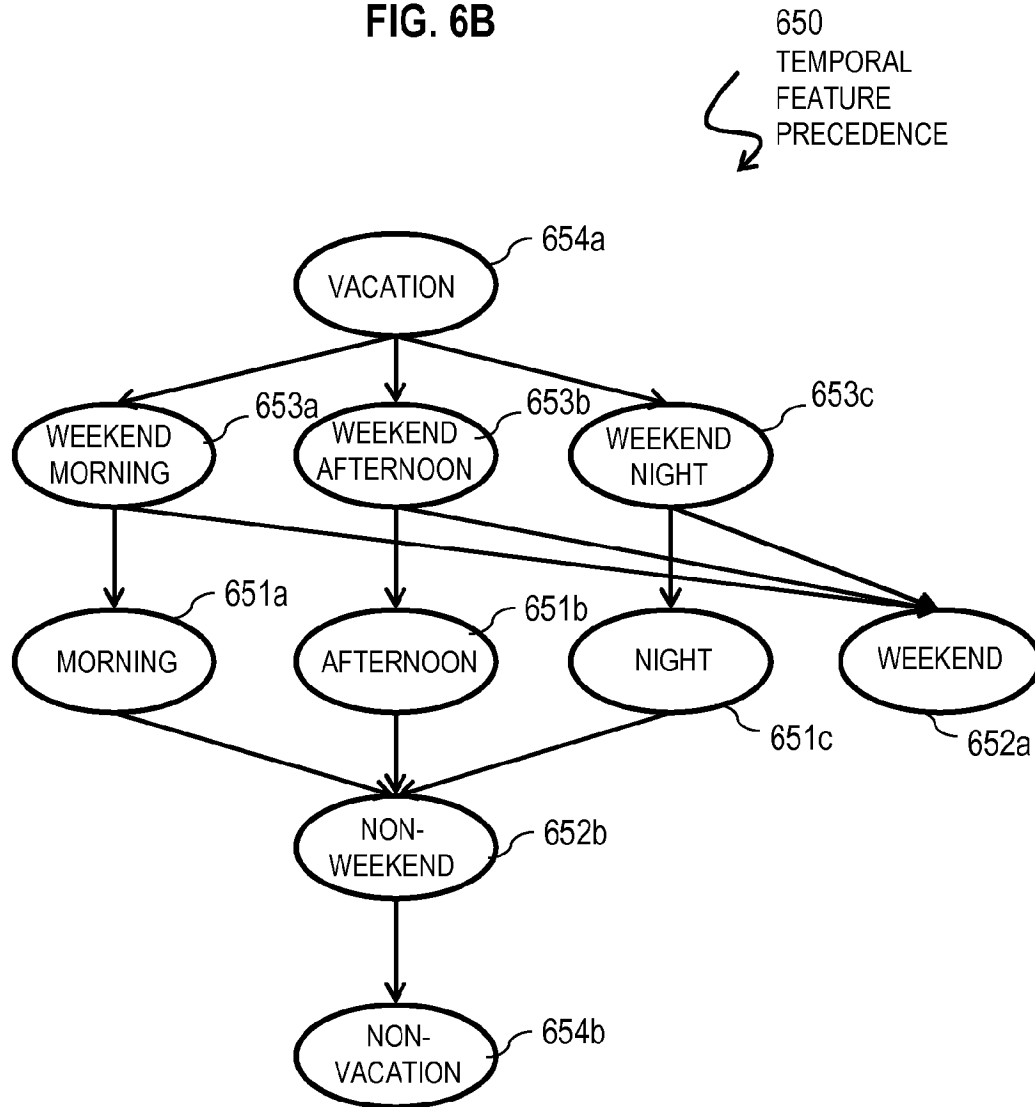 FIG. 6B
650
TEMPORAL
FEATURE
PRECEDENCE
654a
VACATION
653a
653b
653c
WEEKEND
MORNING
WEEKEND
AFTERNOON
WEEKEND
NIGHT
651a
651b
MORNING
AFTERNOON
NIGHT
WEEKEND
651c
652a
NON-
WEEKEND
652b
NON-
VACATION
654b